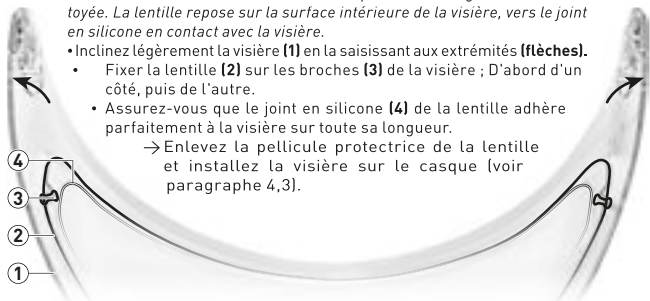 toyée. La lentille repose sur la surface intérieure de la visière, vers le joint
en silicone en contact avec la visière.
• Inclinez légèrement la visière (1) en la saisissant aux extrémités (flèches).
• Fixer la lentille (2) sur les broches (3) de la visière ; D'abord d'un
côté, puis de l'autre.
• Assurez-vous que le joint en silicone (4) de la lentille adhère
parfaitement à la visière sur toute sa longueur.
→ Enlevez la pellicule protectrice de la lentille
et installez la visière sur le casque (voir
paragraphe 4,3).
4
3
2
1